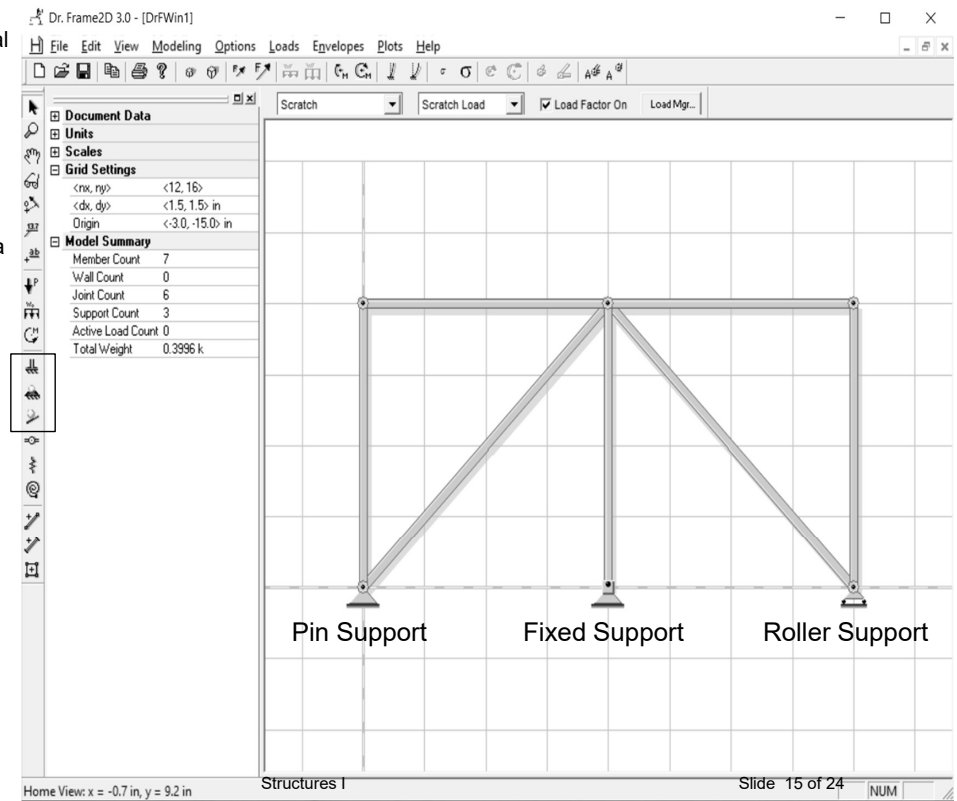 Dr. Frame2D 3.0 - [DrFWin1]
al
File Edit View Modeling Options Loads Envelopes Plots Help
Scratch
Scratch Load
Load Factor On
Load Mgr...
Document Data
Units
Scales
Grid Settings
<nx, ny> <12, 16>
<dx, dy> <1.5, 1.5> in
Origin <-3.0, -15.0> in
a
Model Summary
Member Count 7
Wall Count 0
Joint Count 6
Support Count 3
Active Load Count 0
Total Weight 0.3996 k
Pin Support
Fixed Support
Roller Support
Structures I
Slide 15 of 24
Home View: x = -0.7 in, y = 9.2 in
NUM